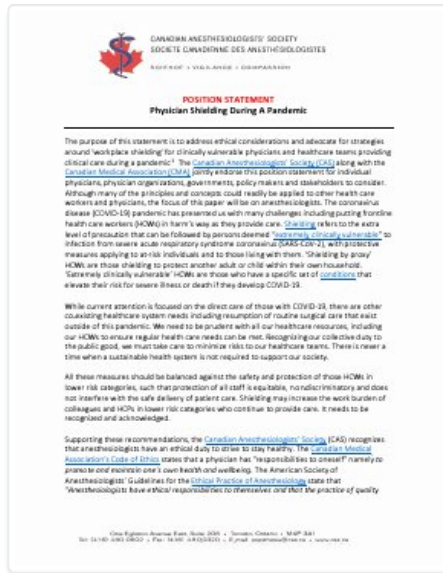 CANADIAN ANESTHESIOLOGISTS' SOCIETY
SOCIÉTÉ CANADIENNE DES ANESTHÉSIOLOGISTES
SCIENCE • VIGILANCE • COMPASSION
POSITION STATEMENT
Physician Shielding During A Pandemic
The purpose of this statement is to address ethical considerations and advocate for strategies
around 'workplace shielding' for clinically vulnerable physicians and healthcare teams providing
clinical care during a pandemic¹ The Canadian Anesthesiologists' Society (CAS) along with the
Canadian Medical Association (CMA) jointly endorse this position statement for individual
physicians, physician organizations, governments, policy makers and stakeholders to consider.
Although many of the principles and concepts could readily be applied to other health care
workers and physicians, the focus of this paper will be on anesthesiologists. The coronavirus
disease (COVID-19) pandemic has presented us with many challenges including putting frontline
health care workers (HCWs) in harm's way as they provide care. Shielding refers to the extra
level of precaution that can be followed by persons deemed "extremely clinically vulnerable" to
infection from severe acute respiratory syndrome coronavirus (SARS-CoV-2), with protective
measures applying to at-risk individuals and to those living with them. 'Shielding by proxy'
HCWs are those shielding to protect another adult or child within their own household.
'Extremely clinically vulnerable' HCWs are those who have a specific set of conditions that
elevate their risk for severe illness or death if they develop COVID-19.
While current attention is focused on the direct care of those with COVID-19, there are other
coexisting healthcare system needs including resumption of routine surgical care that exist
outside of this pandemic. We need to be prudent with all our healthcare resources, including
our HCWs to ensure regular health care needs can be met. Recognizing our collective duty to
the public good, we must take care to minimize risks to our healthcare teams. There is never a
time when a sustainable health system is not required to support our society.
All these measures should be balanced against the safety and protection of those HCWs in
lower risk categories, such that protection of all staff is equitable, nondiscriminatory and does
not interfere with the safe delivery of patient care. Shielding may increase the work burden of
colleagues and HCPs in lower risk categories who continue to provide care. It needs to be
recognized and acknowledged.
Supporting these recommendations, the Canadian Anesthesiologists' Society (CAS) recognizes
that anesthesiologists have an ethical duty to strive to stay healthy. The Canadian Medical
Association's Code of Ethics states that a physician has "responsibilities to oneself" namely to
promote and maintain one's own health and wellbeing. The American Society of
Anesthesiologists' Guidelines for the Ethical Practice of Anesthesiology state that
"Anesthesiologists have ethical responsibilities to themselves and that the practice of quality
One Eglinton Avenue East, Suite • Toronto, Ontario •